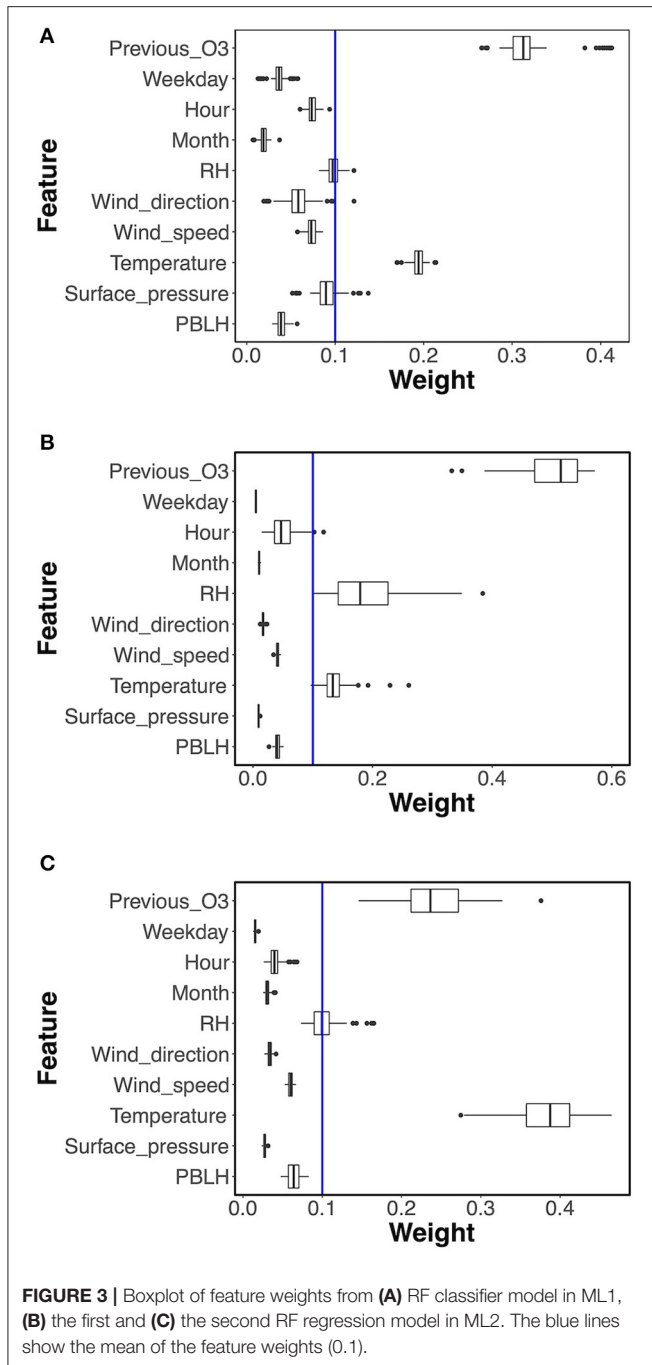 A
Feature
Previous_O3
Weekday
Hour
Month
RH
Wind_direction
Wind_speed
Temperature
Surface_pressure
PBLH
0.0 0.1 0.2 0.3 0.4
Weight
B
Feature
Previous_O3
Weekday
Hour
Month
RH
Wind_direction
Wind_speed
Temperature
Surface_pressure
PBLH
0.0 0.2 0.4 0.6
Weight
C
Feature
Previous_O3
Weekday
Hour
Month
RH
Wind_direction
Wind_speed
Temperature
Surface_pressure
PBLH
0.0 0.1 0.2 0.3 0.4
Weight
FIGURE 3 | Boxplot of feature weights from (A) RF classifier model in ML1,
(B) the first and (C) the second RF regression model in ML2. The blue lines
show the mean of the feature weights (0.1).